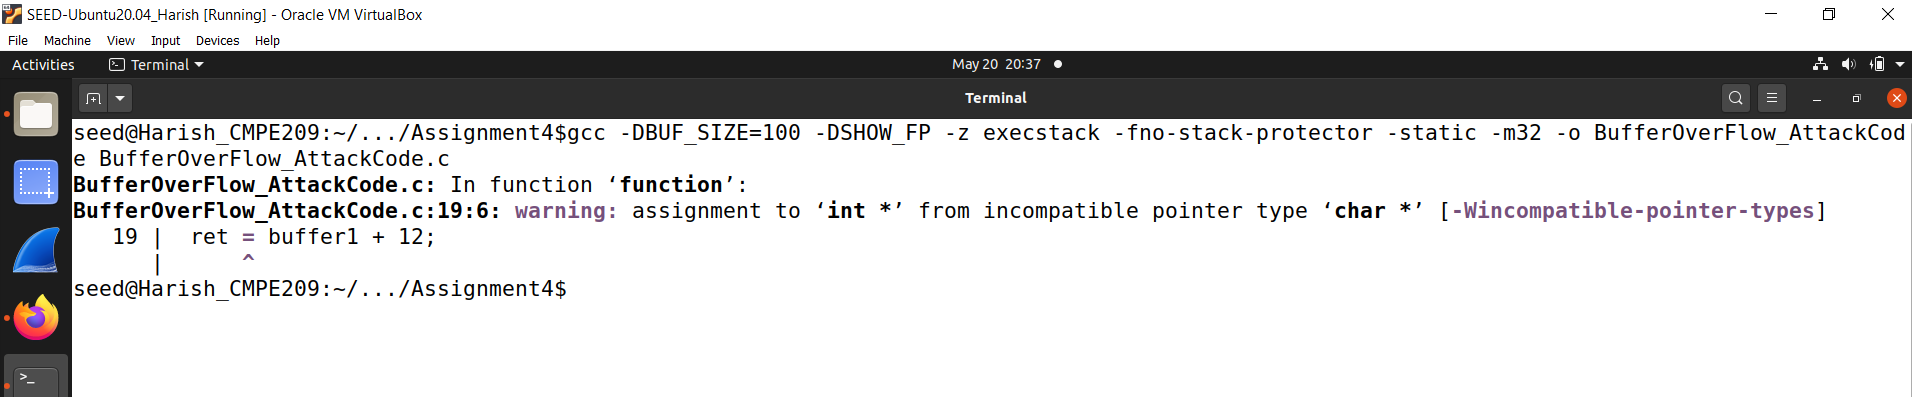 SEED-Ubuntu20.04_Harish [Running] - Oracle VM VirtualBox
File Machine View Input Devices Help
Activities Terminal May 20 20:37
Terminal
seed@Harish_CMPE209:~/.../Assignment4$gcc -DBUF_SIZE=100 -DSHOW_FP -z execstack -fno-stack-protector -static -m32 -o BufferOverFlow_AttackCod
e BufferOverFlow_AttackCode.c
BufferOverFlow_AttackCode.c: In function ‘function’:
BufferOverFlow_AttackCode.c:19:6: warning: assignment to ‘int *’ from incompatible pointer type ‘char *’ [-Wincompatible-pointer-types]
19 | ret = buffer1 + 12;
| ^
seed@Harish_CMPE209:~/.../Assignment4$